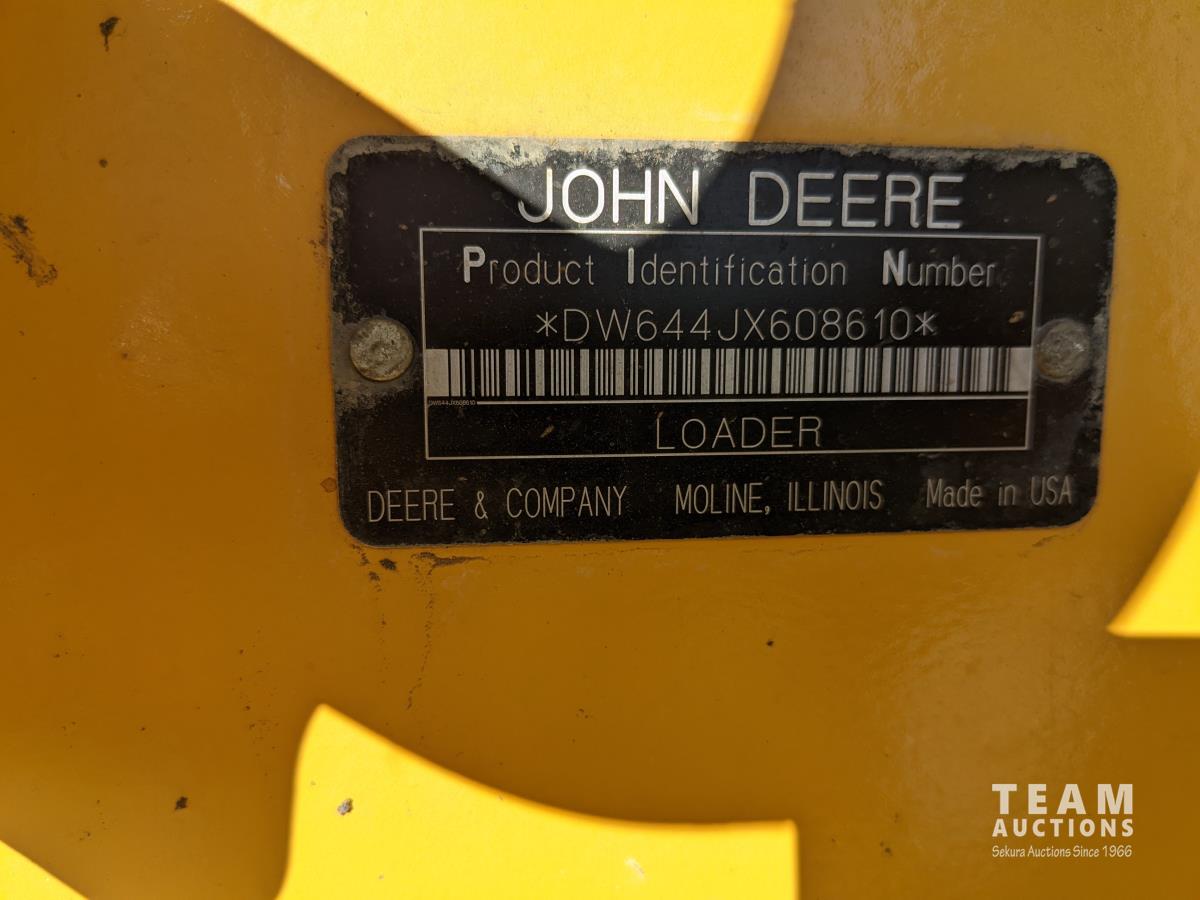 JOHN DEERE
Product Identification Number
*DW644JX608610*
DW644JX608610
LOADER
DEERE & COMPANY MOLINE, ILLINOIS Made in USA
TEAM
AUCTIONS
Sekura Auctions Since 1966